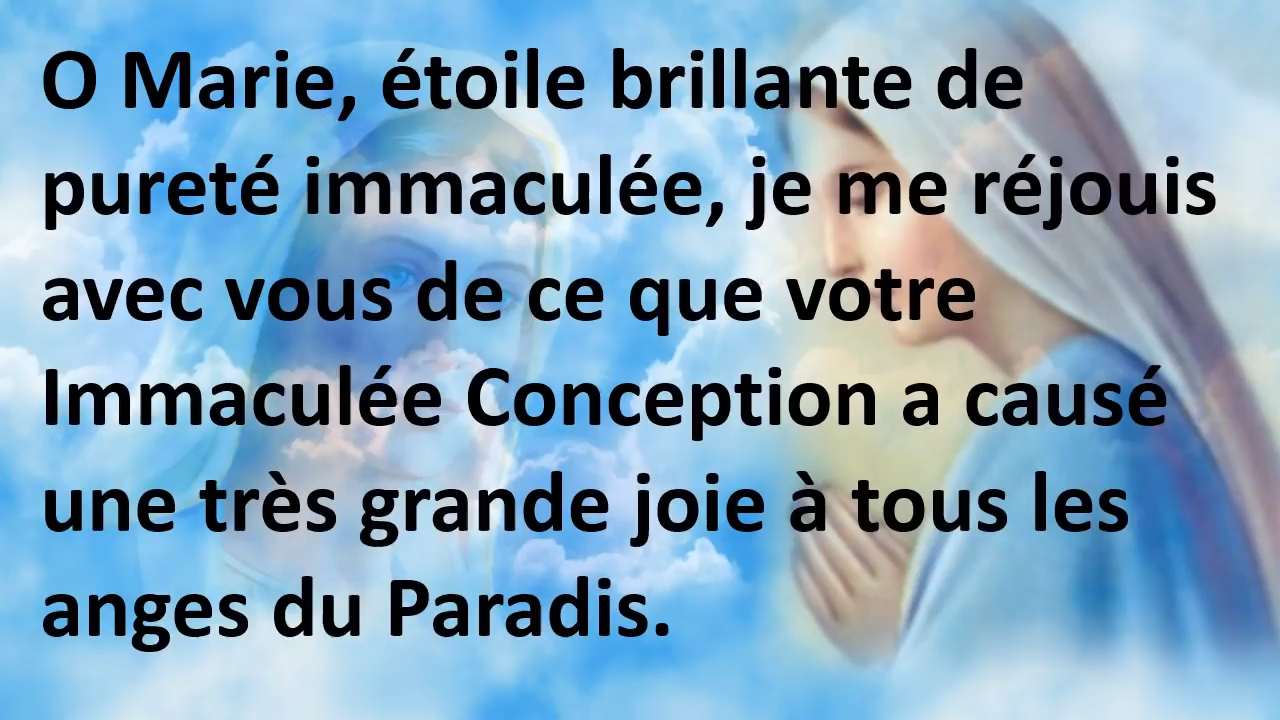 O Marie, étoile brillante de
pureté immaculée, je me réjouis
avec vous de ce que votre
Immaculée Conception a causé
une très grande joie à tous les
anges du Paradis.